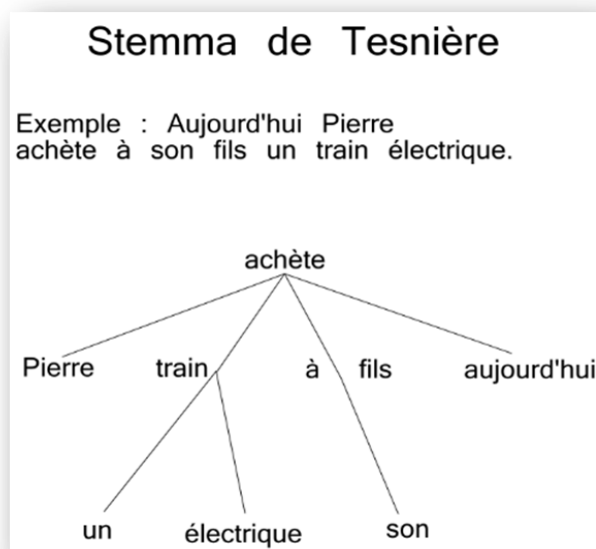 Stemma de Tesnière
Exemple : Aujourd'hui Pierre
achète à son fils un train électrique.
achète
Pierre train à fils aujourd'hui
un électrique son